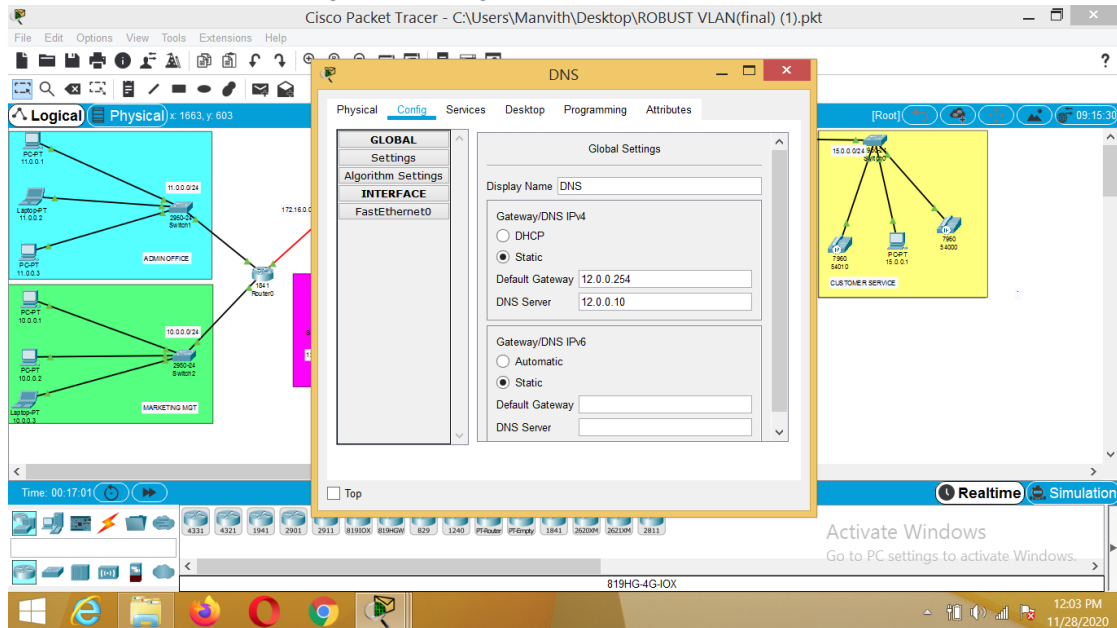 Cisco Packet Tracer - C:\Users\Manvith\Desktop\ROBUST VLAN(final) (1).pkt
File Edit Options View Tools Extensions Help
?
DNS
Logical
Physical
x: 1663, y: 603
[Root]
09:15:30
Physical Config Services Desktop Programming Attributes
GLOBAL
Settings
Algorithm Settings
INTERFACE
FastEthernet0
Global Settings
Display Name DNS
Gateway/DNS IPv4
DHCP
Static
Default Gateway 12.0.0.254
DNS Server 12.0.0.10
Gateway/DNS IPv6
Automatic
Static
Default Gateway
DNS Server
Top
PC-PT
11.0.0.1
11.0.0/24
Laptop-PT
11.0.0.2
2950-24
Switch1
PC-PT
11.0.0.3
ADMIN OFFICE
172.16.0.0
1841
Router0
PC-PT
10.0.0.1
10.0.0.0/24
PC-PT
10.0.0.2
2950-24
Switch2
Laptop-PT
10.0.0.3
MARKETING MGT
15.0.0.0/24
7960
54010
PC-PT
15.0.0.1
7960
54000
CUSTOMER SERVICE
Time: 00:17:01
Realtime
Simulation
4331 4321 1941 2901 2911 819IOX 819HGW 829 1240 PT-Router PT-Empty 1841 2620XM 2621XM 2811
819HG-4G-IOX
Activate Windows
Go to PC settings to activate Windows.
12:03 PM
11/28/2020